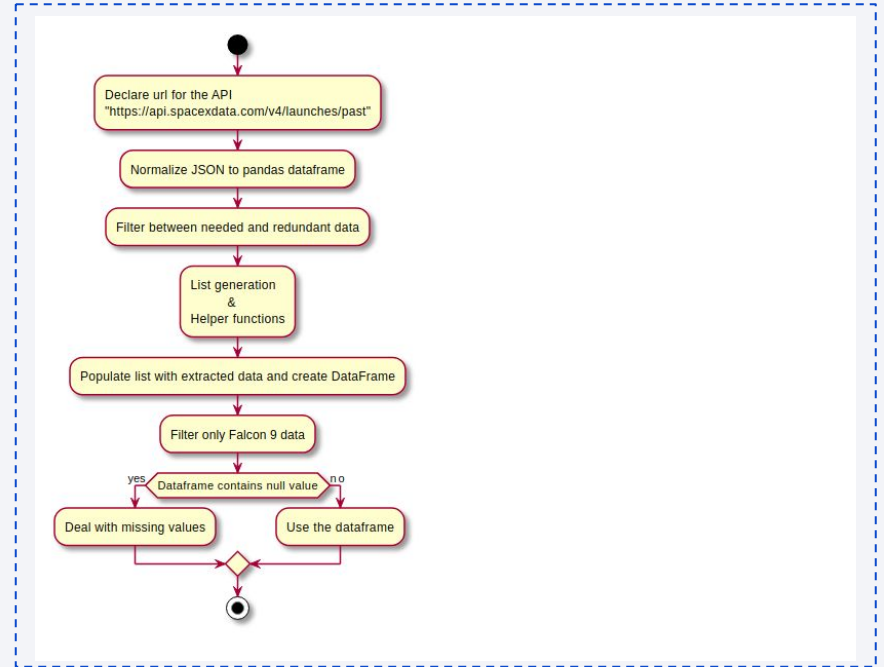 Declare url for the API
"https://api.spacexdata.com/v4/launches/past"
Normalize JSON to pandas dataframe
Filter between needed and redundant data
List generation
&
Helper functions
Populate list with extracted data and create DataFrame
Filter only Falcon 9 data
yes
Dataframe contains null value
no
Deal with missing values
Use the dataframe